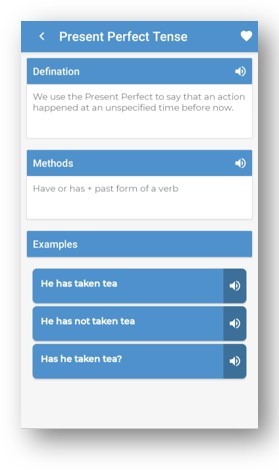 Present Perfect Tense
Defination
We use the Present Perfect to say that an action
happened at an unspecified time before now.
Methods
Have or has + past form of a verb
Examples
He has taken tea
He has not taken tea
Has he taken tea?